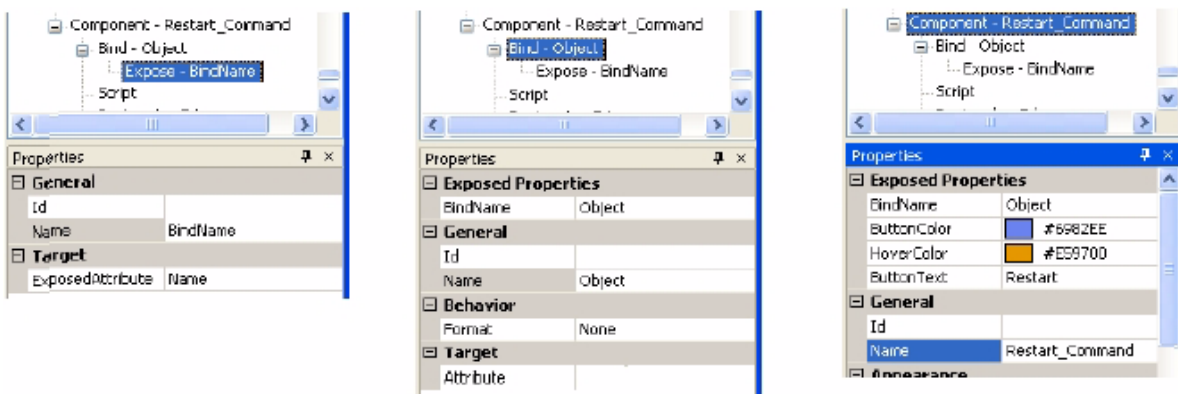 Component - Restart_Command
Bind - Object
Expose - BindName
Script
Properties
General
Id
Name BindName
Target
ExposedAttribute Name
Component - Restart_Command
Bind - Object
Expose - BindName
Script
Properties
Exposed Properties
BindName Object
General
Id
Name Object
Behavior
Format None
Target
Attribute
Component - Restart_Command
Bind Object
Expose - BindName
Script
Properties
Exposed Properties
BindName Object
ButtonColor #6982EE
HoverColor #E59700
ButtonText Restart
General
Id
Name Restart_Command
Appearance